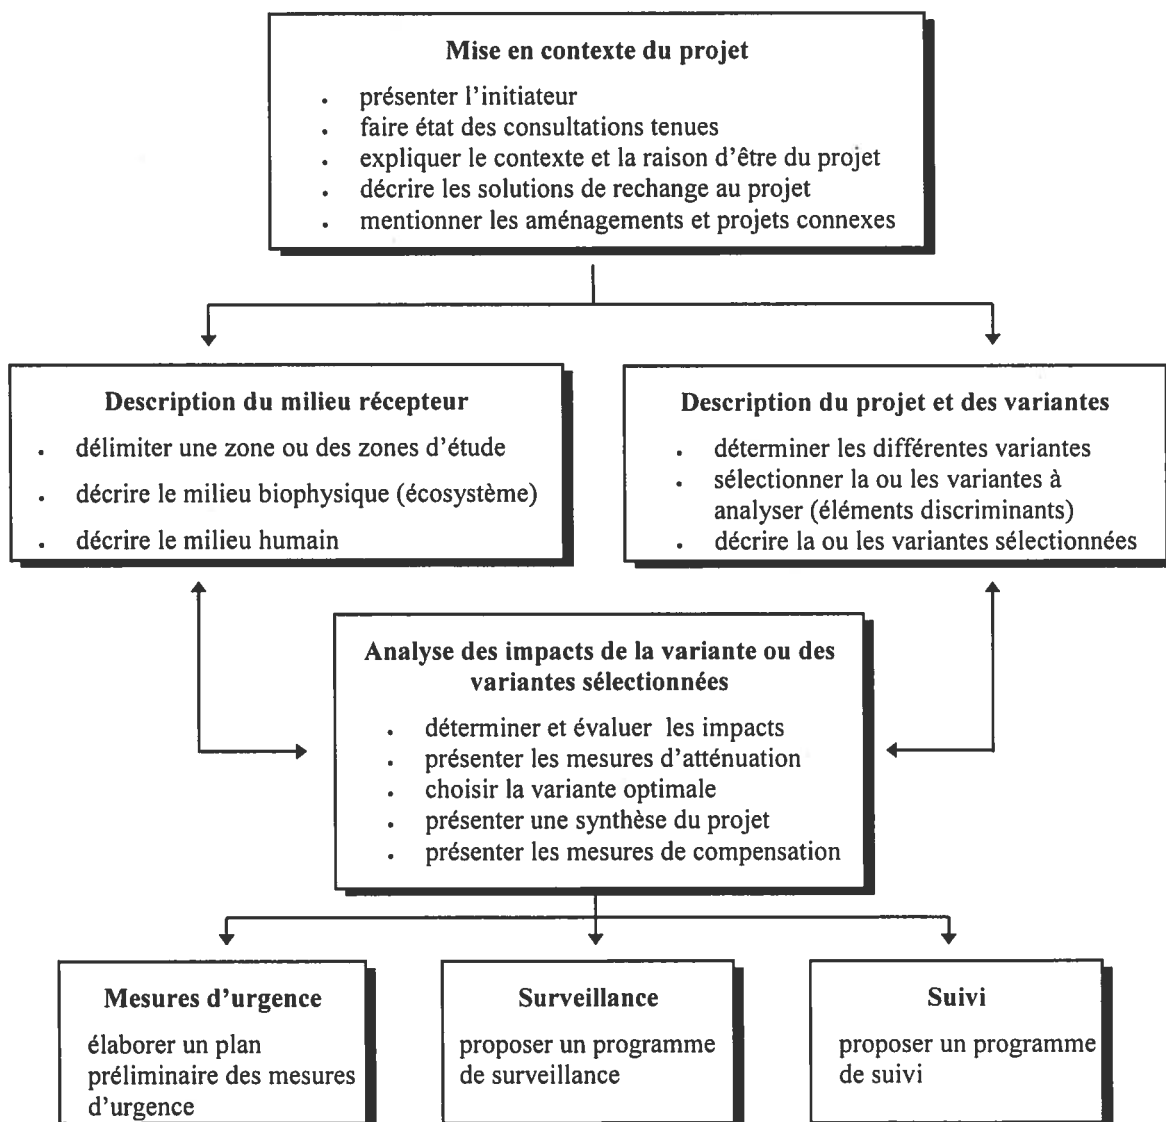 Mise en contexte du projet
• présenter l'initiateur
• faire état des consultations tenues
• expliquer le contexte et la raison d'être du projet
• décrire les solutions de rechange au projet
• mentionner les aménagements et projets connexes
Description du milieu récepteur
• délimiter une zone ou des zones d'étude
• décrire le milieu biophysique (écosystème)
• décrire le milieu humain
Description du projet et des variantes
• déterminer les différentes variantes
• sélectionner la ou les variantes à
analyser (éléments discriminants)
• décrire la ou les variantes sélectionnées
Analyse des impacts de la variante ou des
variantes sélectionnées
• déterminer et évaluer les impacts
• présenter les mesures d'atténuation
• choisir la variante optimale
• présenter une synthèse du projet
• présenter les mesures de compensation
Mesures d'urgence
élaborer un plan
préliminaire des mesures
d'urgence
Surveillance
proposer un programme
de surveillance
Suivi
proposer un programme
de suivi